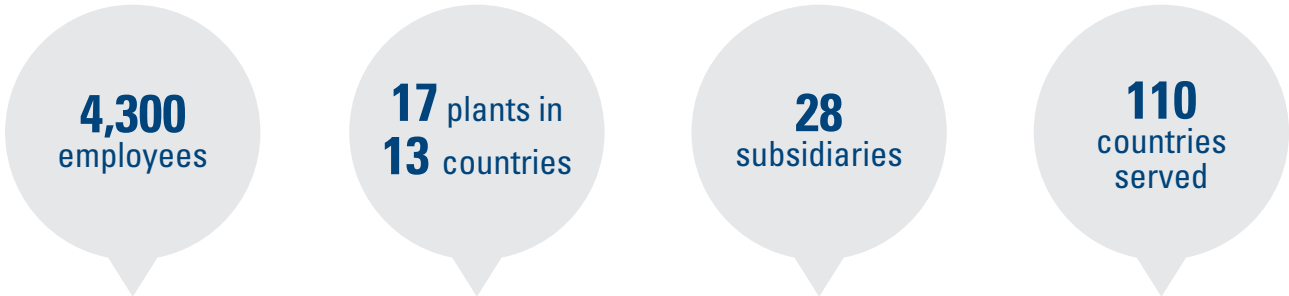 4,300
employees
17 plants in
13 countries
28
subsidiaries
110
countries
served